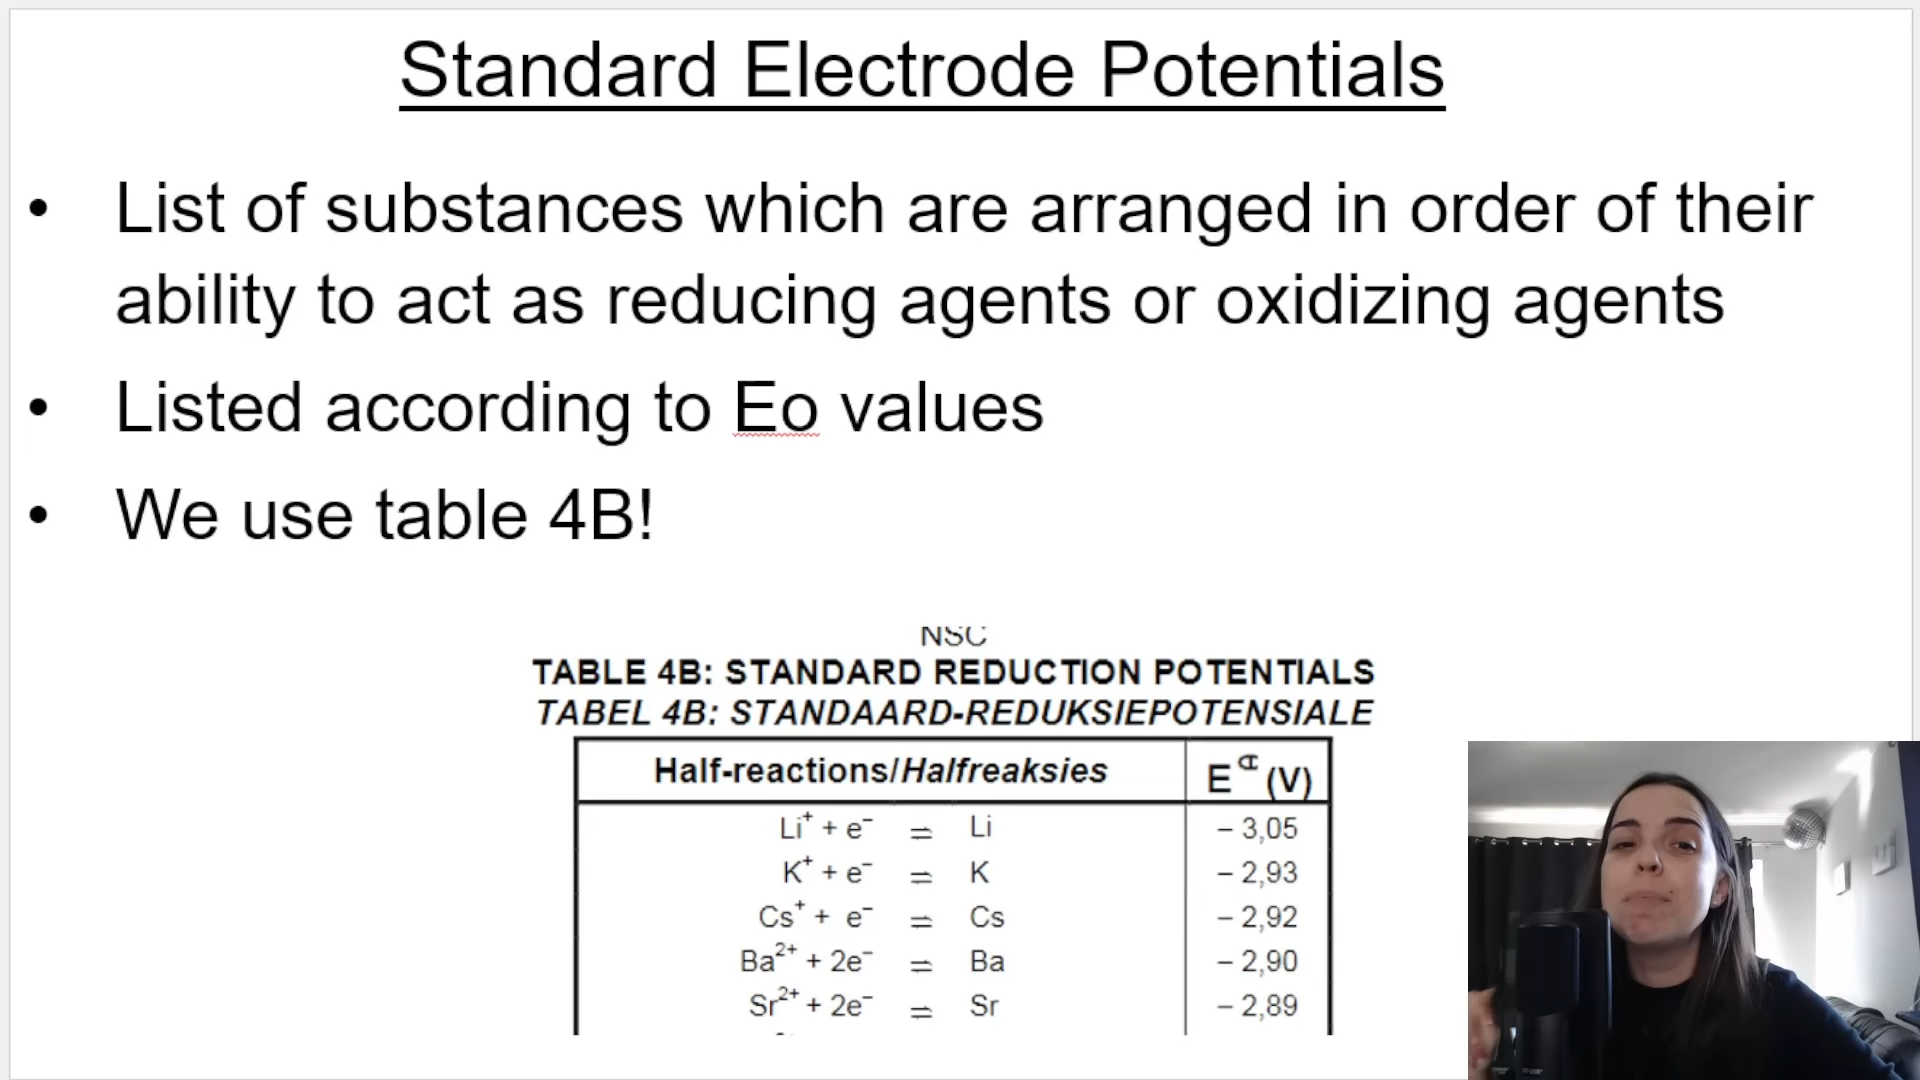 Standard Electrode Potentials
• List of substances which are arranged in order of their
ability to act as reducing agents or oxidizing agents
• Listed according to Eo values
• We use table 4B!
NSC
TABLE 4B: STANDARD REDUCTION POTENTIALS
TABEL 4B: STANDAARD-REDUKSIEPOTENSIALE
Half-reactions/Halfreaksies E (V)
Li⁺ + e⁻ ⇌ Li – 3,05
K⁺ + e⁻ ⇌ K – 2,93
Cs⁺ + e⁻ ⇌ Cs – 2,92
Ba²⁺ + 2e⁻ ⇌ Ba – 2,90
Sr²⁺ + 2e⁻ ⇌ Sr – 2,89